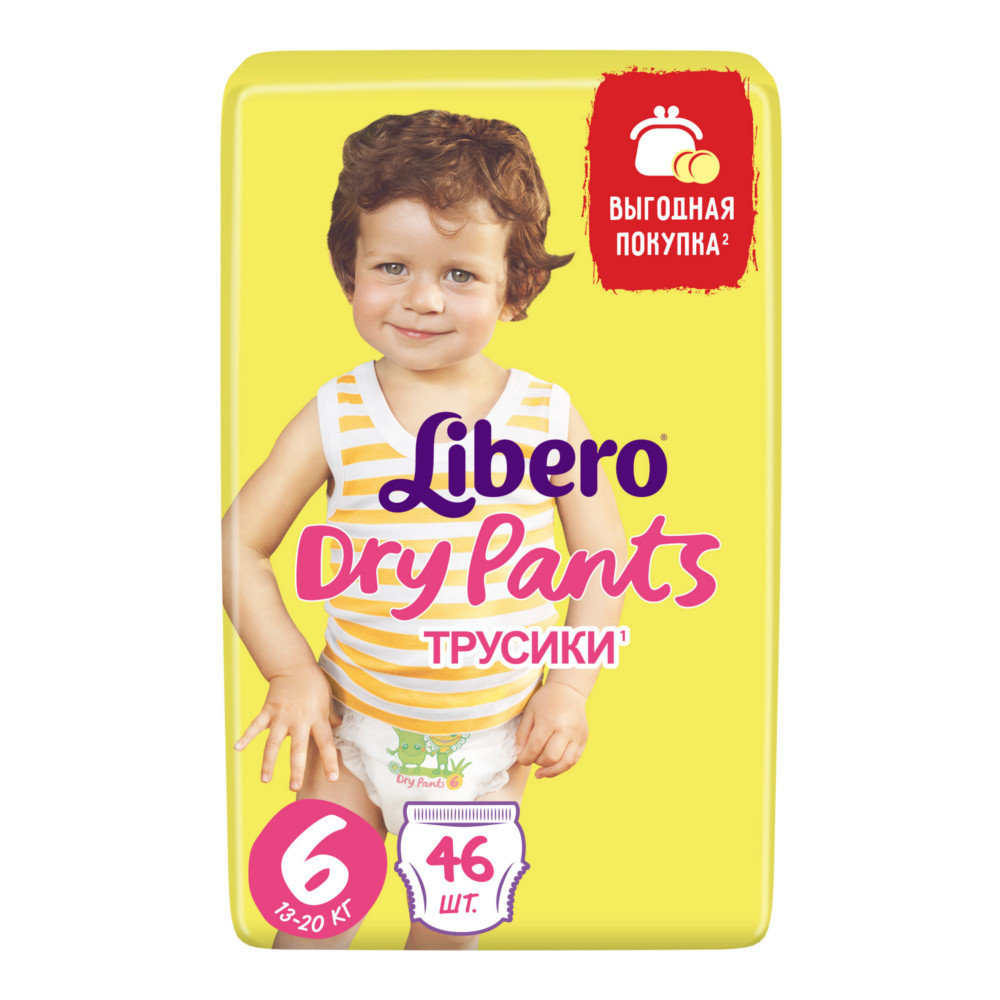 ВЫГОДНАЯ
ПОКУПКА²
Libero®
Dry Pants
ТРУСИКИ¹
Dry Pants 6
6
13-20 КГ
46
ШТ.